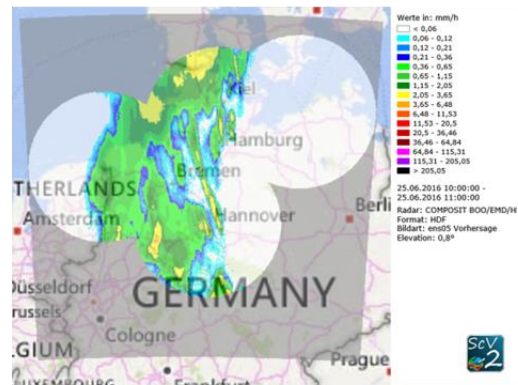 Kiel
Hamburg
Bremen
THERLANDS
Amsterdam
Hannover
Berli
Düsseldorf
russels
GERMANY
Cologne
LGIUM
Prague
UXEMBOURG
Frankfurt
Werte in: mm/h
< 0,06
0,06 - 0,12
0,12 - 0,21
0,21 - 0,36
0,36 - 0,65
0,65 - 1,15
1,15 - 2,05
2,05 - 3,65
3,65 - 6,48
6,48 - 11,53
11,53 - 20,5
20,5 - 36,46
36,46 - 64,84
64,84 - 115,31
115,31 - 205,05
> 205,05
25.06.2016 10:00:00 -
25.06.2016 11:00:00
Radar: COMPOSIT BOO/EMD/H
Format: HDF
Bildart: ens05 Vorhersage
Elevation: 0,8°
ScV
2